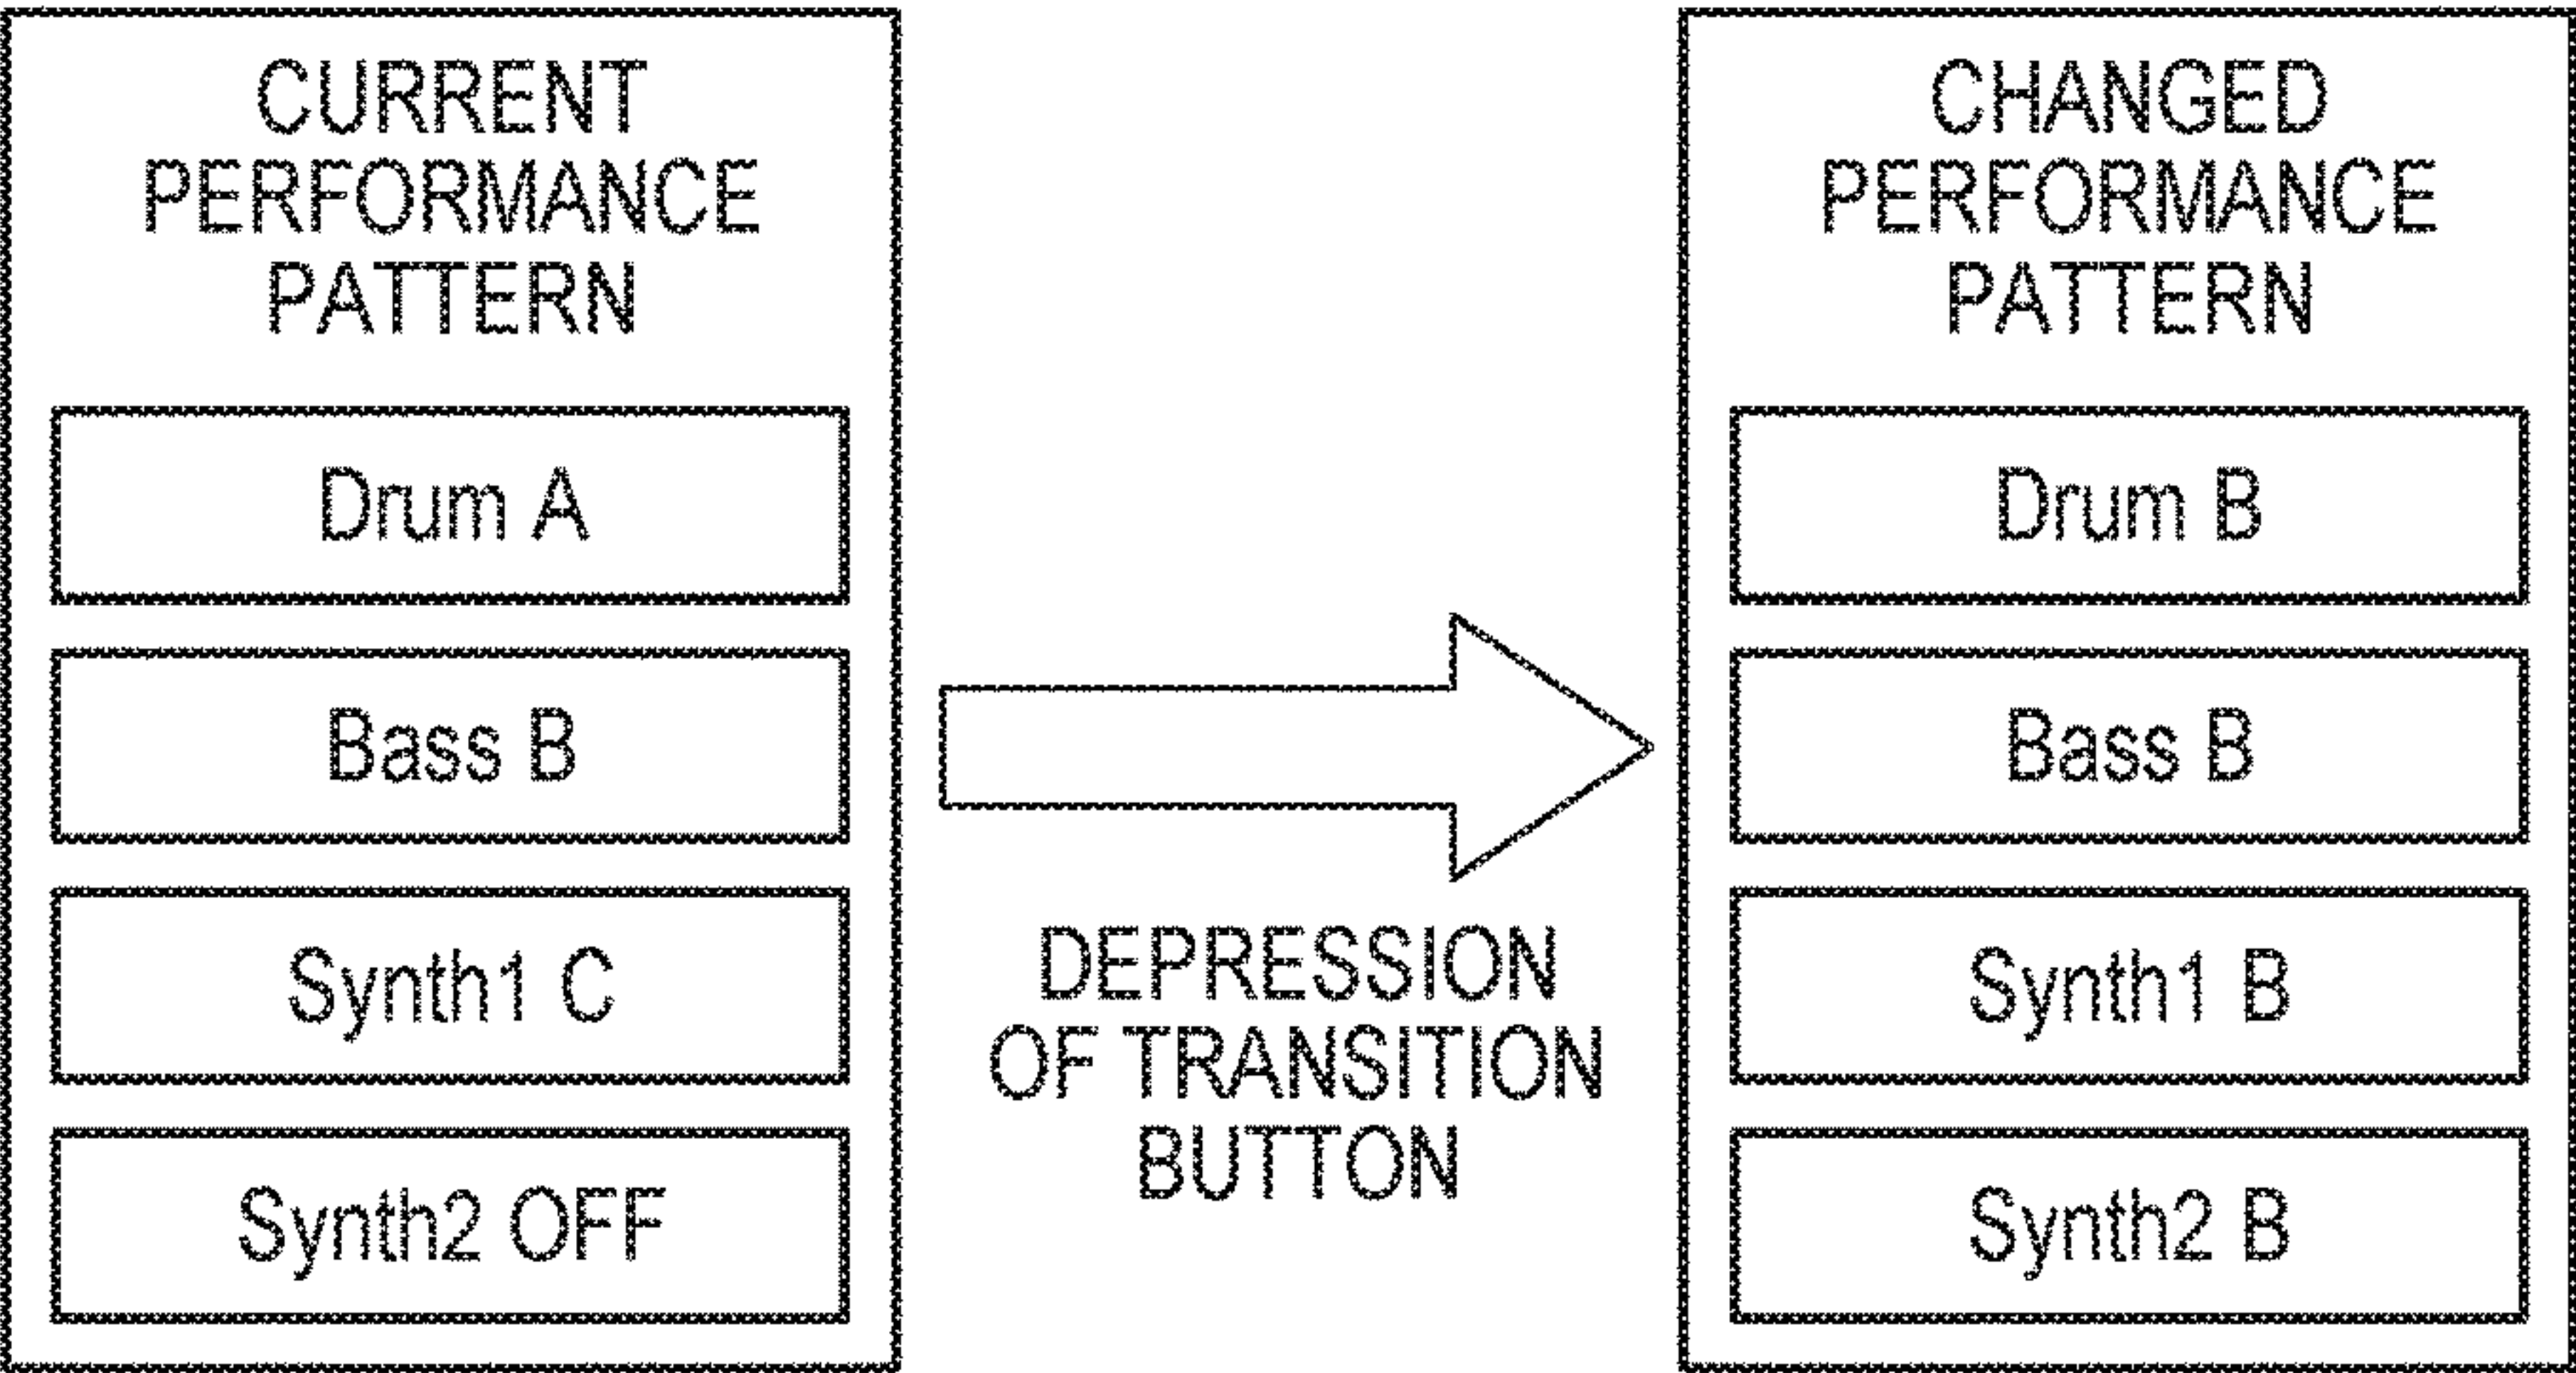 CURRENT
PERFORMANCE
PATTERN
Drum A
Bass B
Synth1 C
Synth2 OFF
DEPRESSION
OF TRANSITION
BUTTON
CHANGED
PERFORMANCE
PATTERN
Drum B
Bass B
Synth1 B
Synth2 B